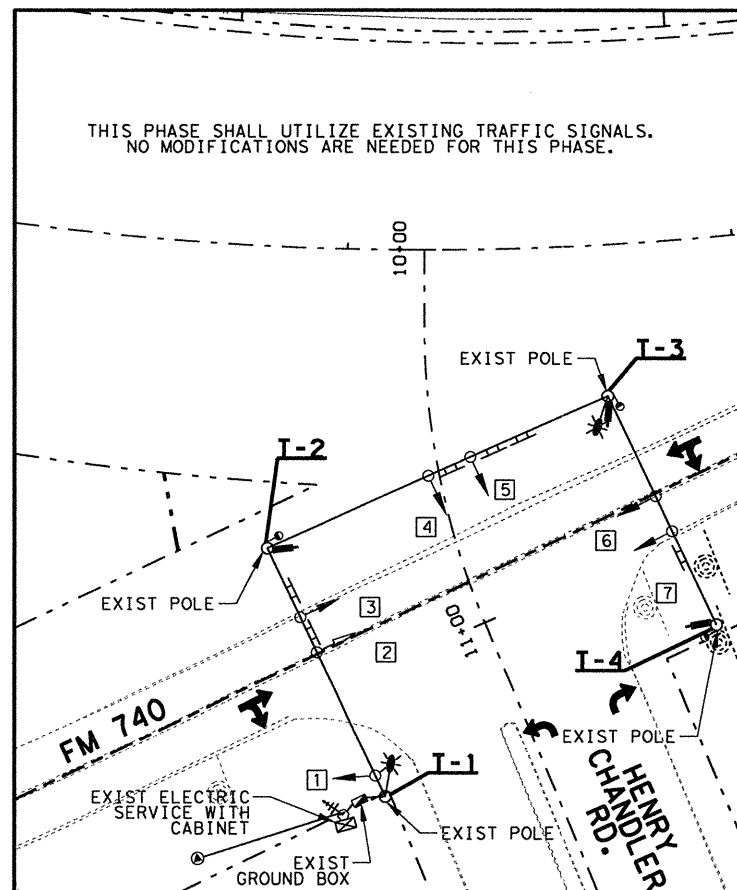 THIS PHASE SHALL UTILIZE EXISTING TRAFFIC SIGNALS.
NO MODIFICATIONS ARE NEEDED FOR THIS PHASE.
10+00
EXIST POLE
T-3
T-2
5
4
6
EXIST POLE
3
7
2
11+00
T-4
FM 740
EXIST POLE
1
T-1
HENRY
CHANDLER
RD.
EXIST ELECTRIC
SERVICE WITH
CABINET
EXIST POLE
EXIST
GROUND BOX